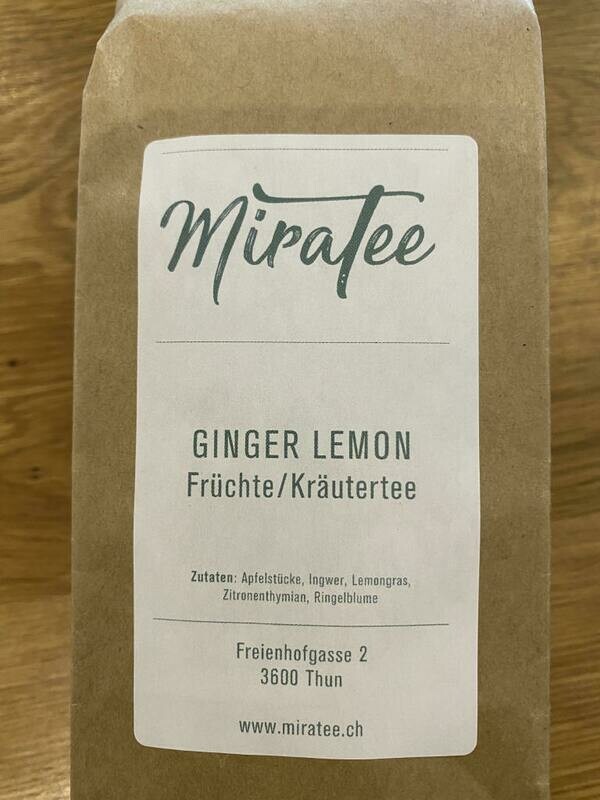 Miratee
GINGER LEMON
Früchte/Kräutertee
Zutaten: Apfelstücke, Ingwer, Lemongras,
Zitronenthymian, Ringelblume
Freienhofgasse 2
3600 Thun
www.miratee.ch